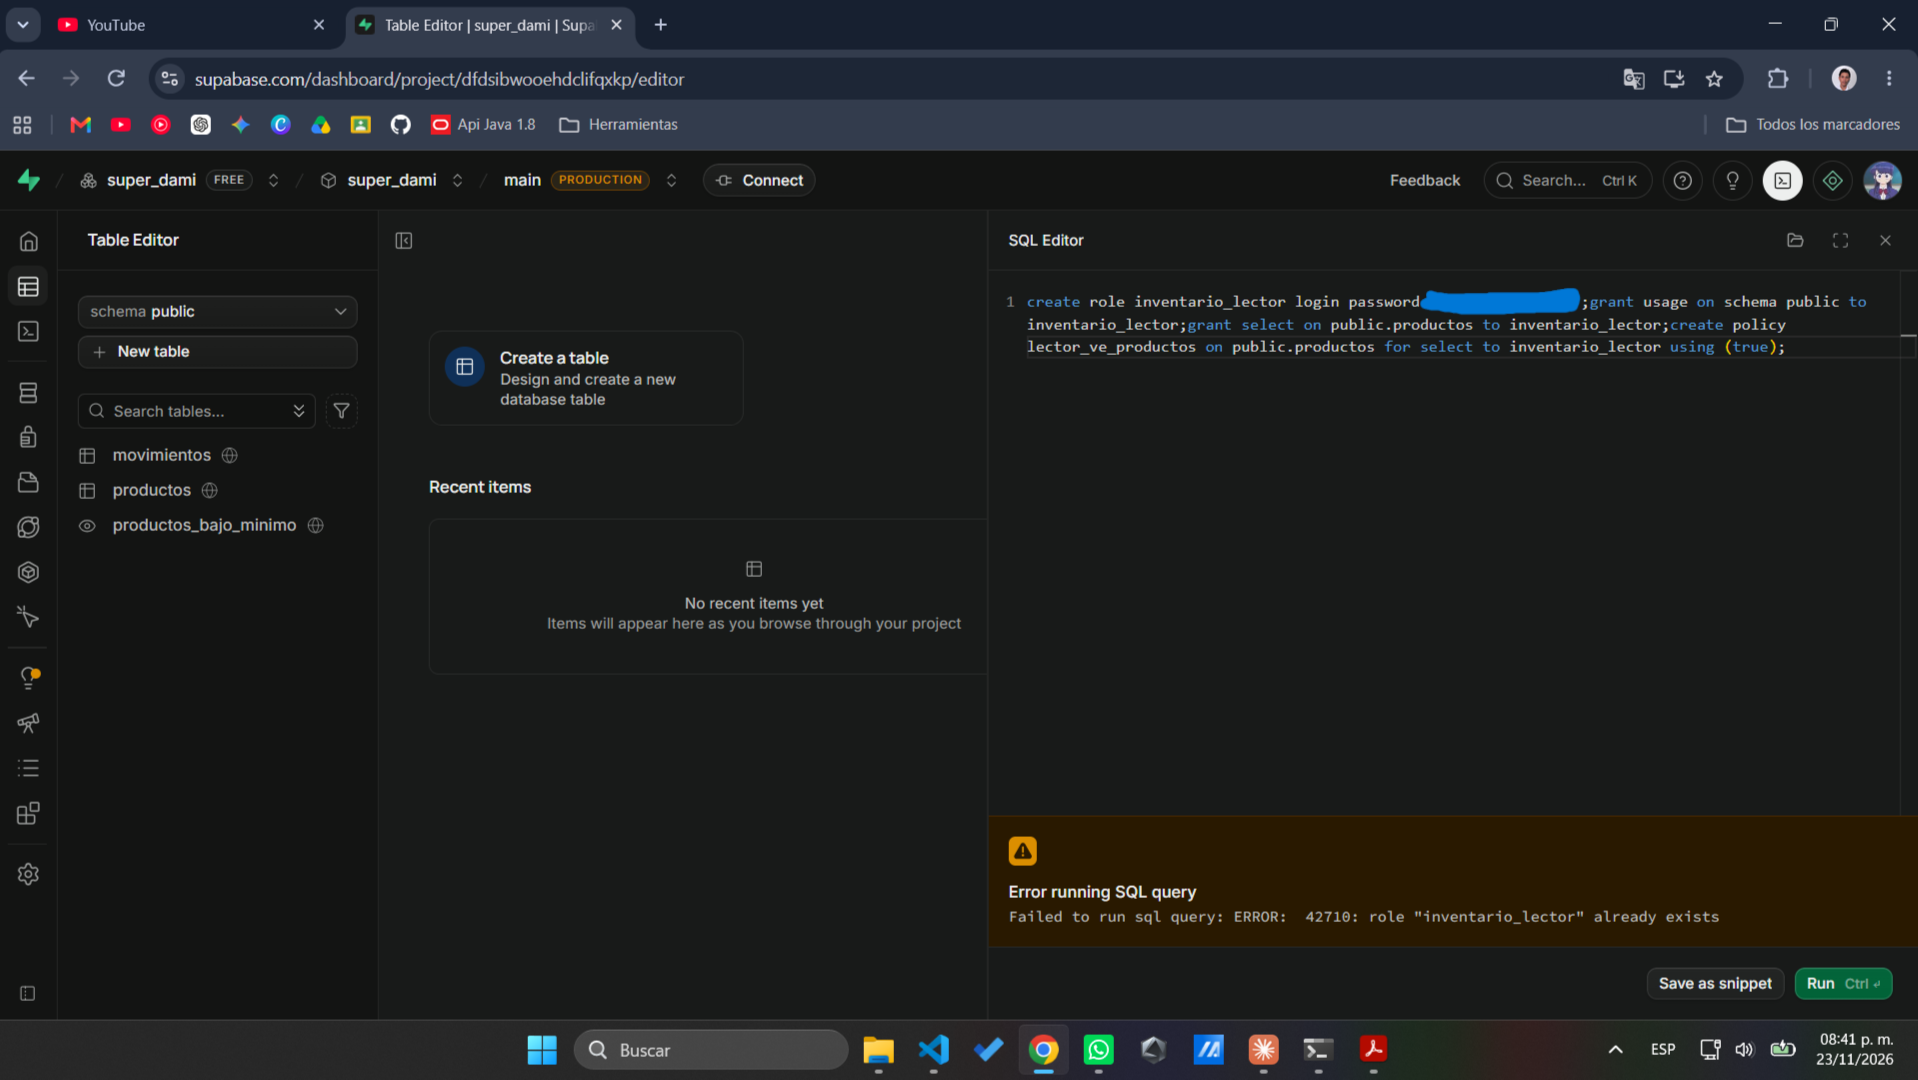 YouTube
Table Editor | super_dami | Supa
supabase.com/dashboard/project/dfdsibwooehdclifqxkp/editor
Api Java 1.8
Herramientas
Todos los marcadores
super_dami FREE
super_dami
main PRODUCTION
Connect
Feedback
Search... Ctrl K
Table Editor
schema public
New table
Search tables...
movimientos
productos
productos_bajo_minimo
Create a table
Design and create a new
database table
Recent items
No recent items yet
Items will appear here as you browse through your project
SQL Editor
1 create role inventario_lector login password ;grant usage on schema public to
inventario_lector;grant select on public.productos to inventario_lector;create policy
lector_ve_productos on public.productos for select to inventario_lector using (true);
Error running SQL query
Failed to run sql query: ERROR: 42710: role "inventario_lector" already exists
Save as snippet
Run Ctrl ↵
Buscar
ESP
08:41 p. m.
23/11/2026